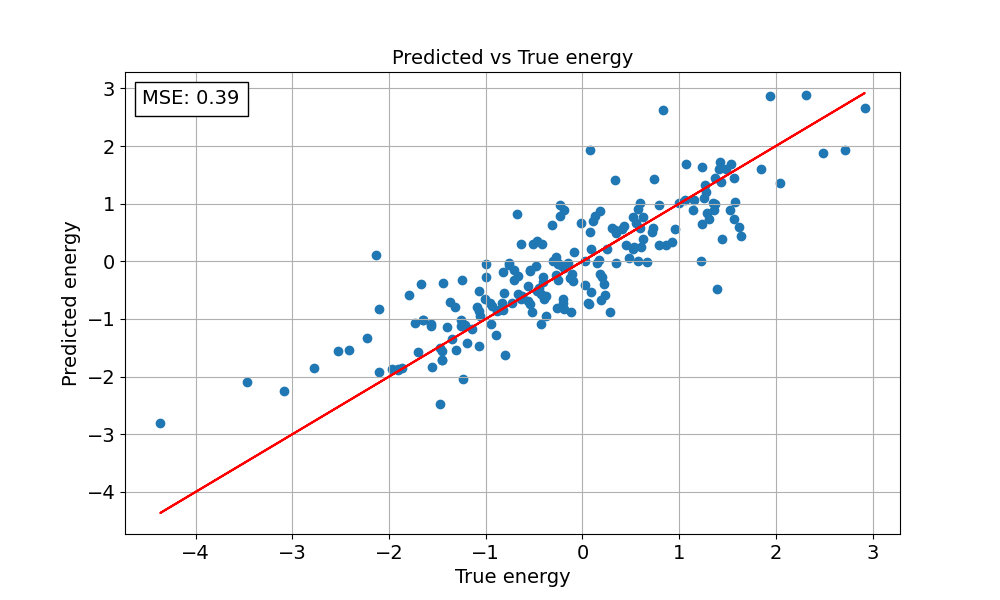 Predicted vs True energy
MSE: 0.39
Predicted energy
3
2
1
0
−1
−2
−3
−4
−4 −3 −2 −1 0 1 2 3
True energy